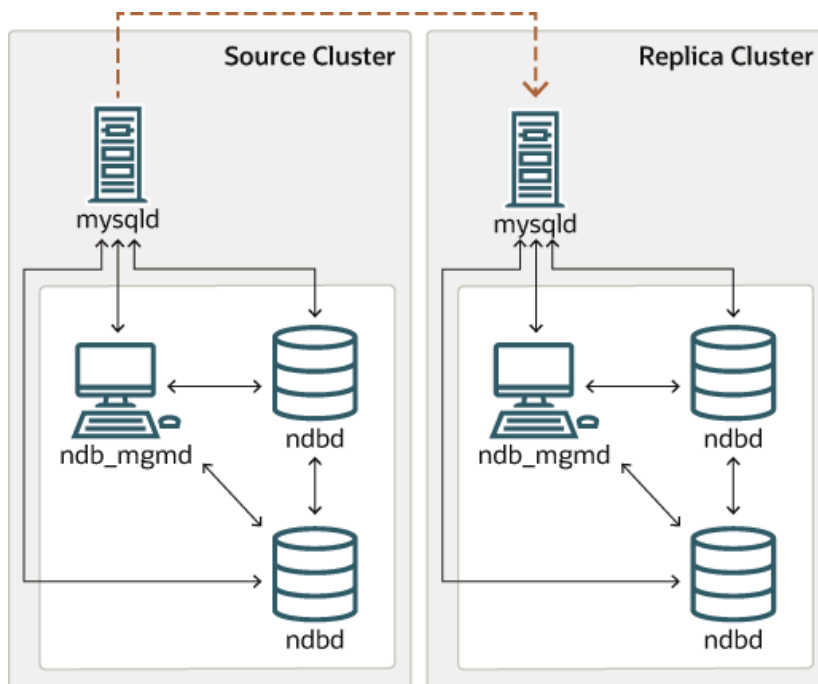 Source Cluster
mysqld
ndb_mgmd
ndbd
ndbd
Replica Cluster
mysqld
ndb_mgmd
ndbd
ndbd